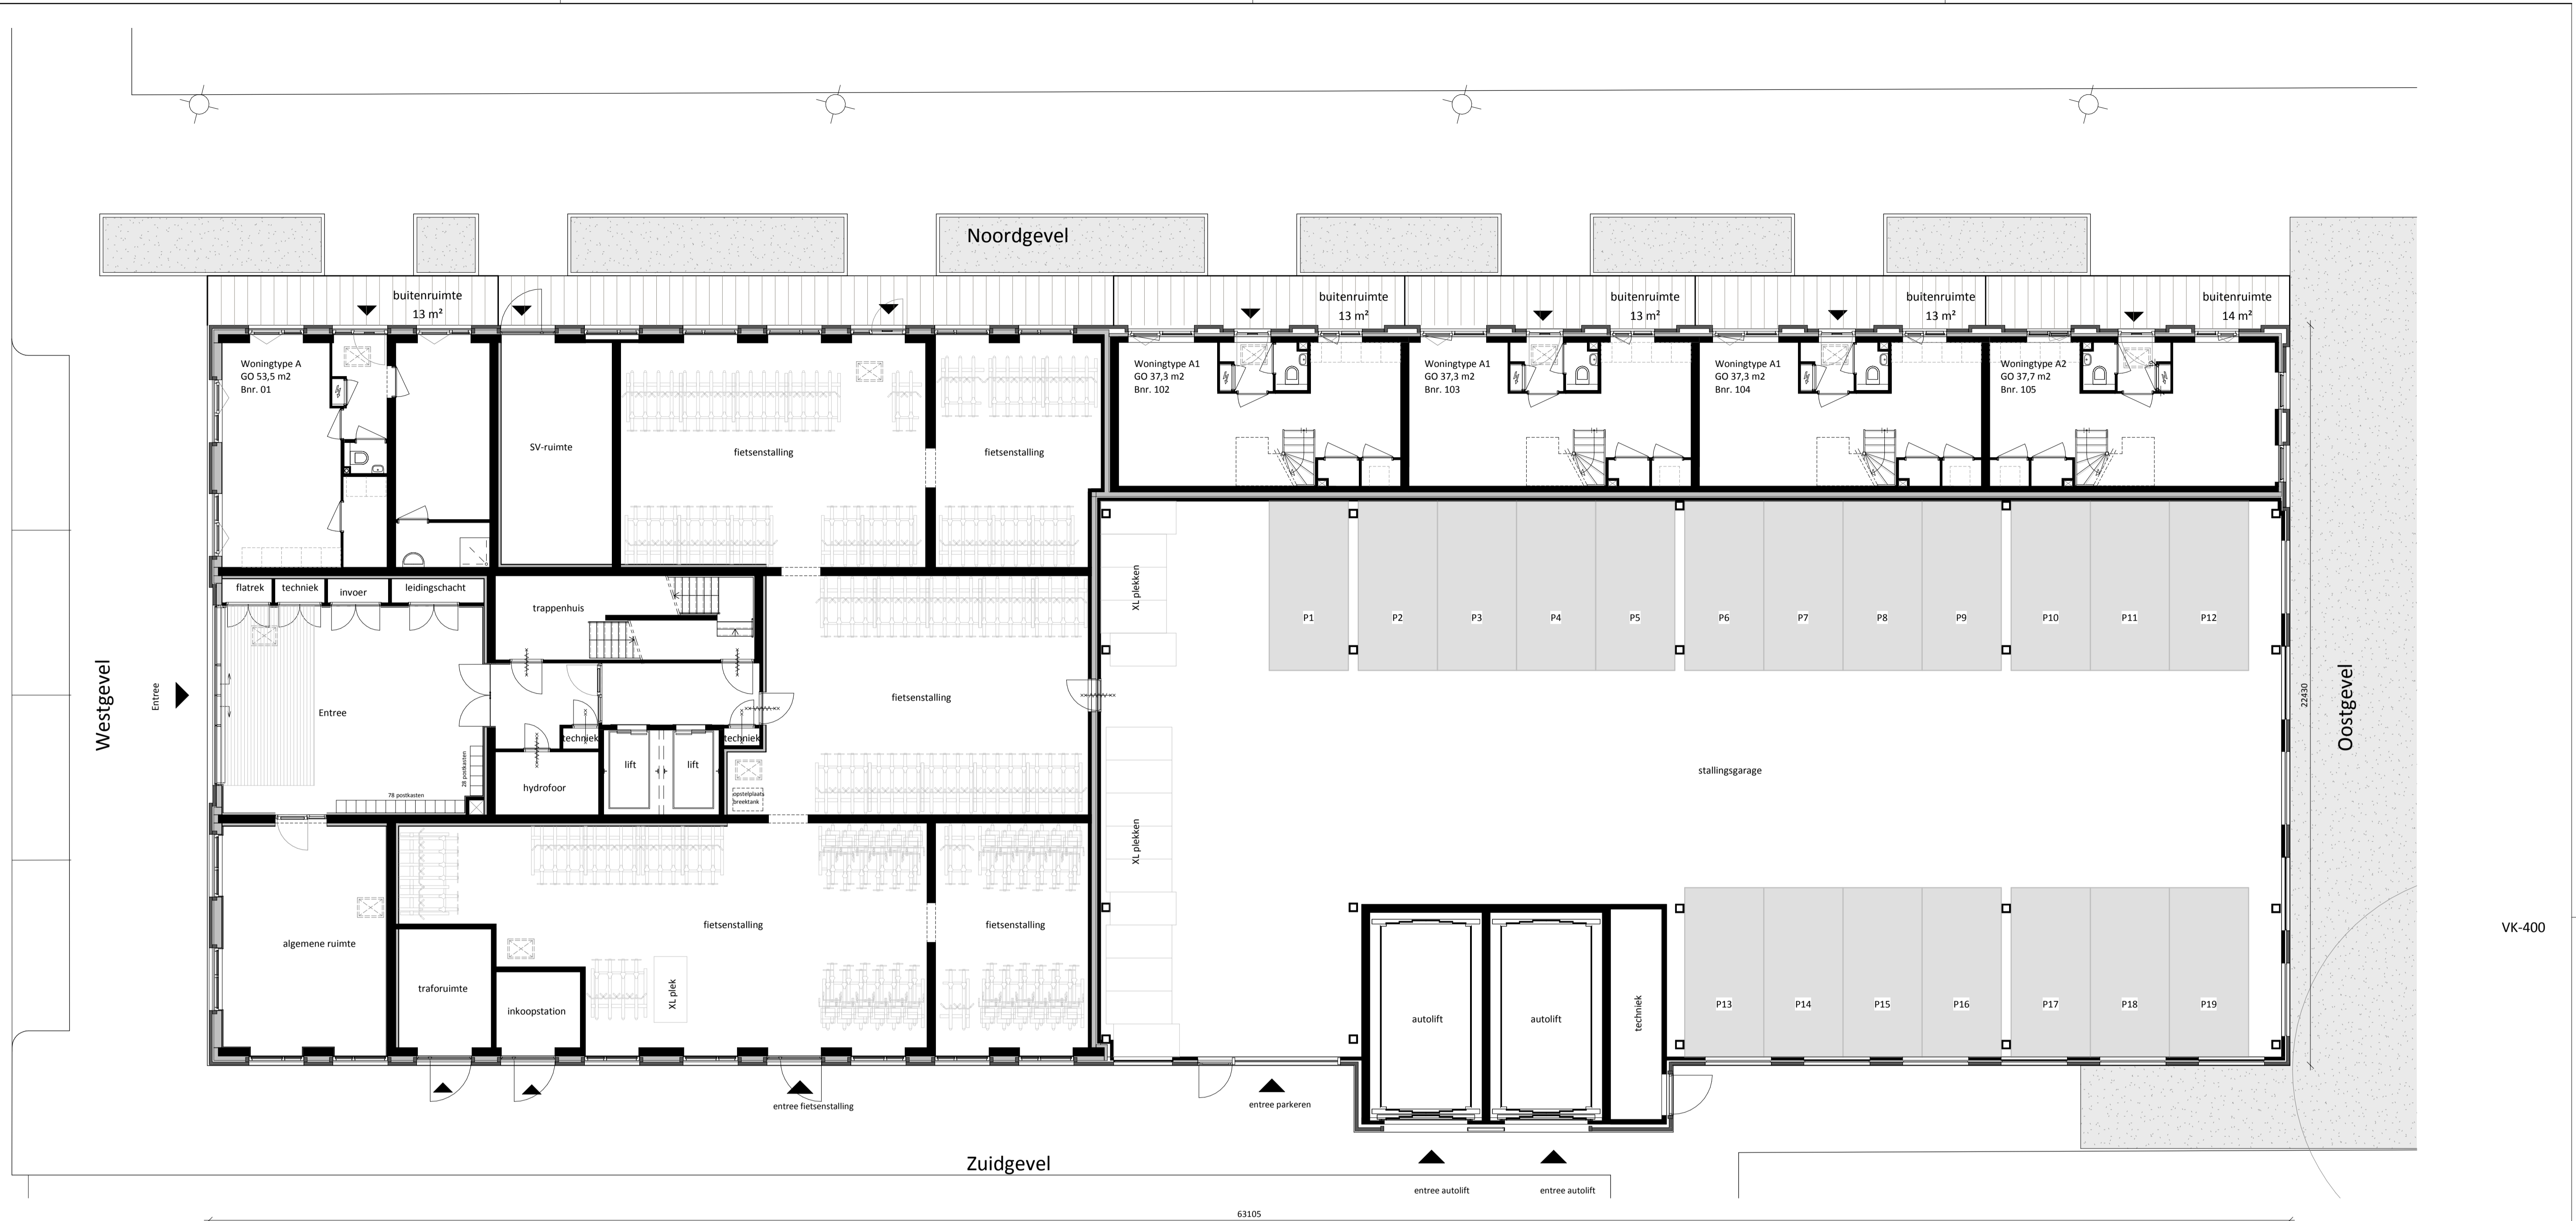 Noordgevel
buitenruimte
13 m²
buitenruimte
13 m²
buitenruimte
13 m²
buitenruimte
13 m²
buitenruimte
14 m²
Woningtype A
GO 53,5 m2
Bnr. 01
Woningtype A1
GO 37,3 m2
Bnr. 102
Woningtype A1
GO 37,3 m2
Bnr. 103
Woningtype A1
GO 37,3 m2
Bnr. 104
Woningtype A2
GO 37,7 m2
Bnr. 105
SV-ruimte
fietsenstalling
fietsenstalling
flatrek
techniek
invoer
leidingschacht
trappenhuis
XL plekken
P1
P2
P3
P4
P5
P6
P7
P8
P9
P10
P11
P12
Westgevel
Entree
Entree
fietsenstalling
22430
Oostgevel
techniek
techniek
lift
lift
stallingsgarage
hydrofoor
28 postkasten
78 postkasten
opstelplaats
breektank
XL plekken
algemene ruimte
fietsenstalling
fietsenstalling
VK-400
traforuimte
inkoopstation
XL plek
autolift
autolift
techniek
P13
P14
P15
P16
P17
P18
P19
entree fietsenstalling
entree parkeren
Zuidgevel
entree autolift
entree autolift
63105